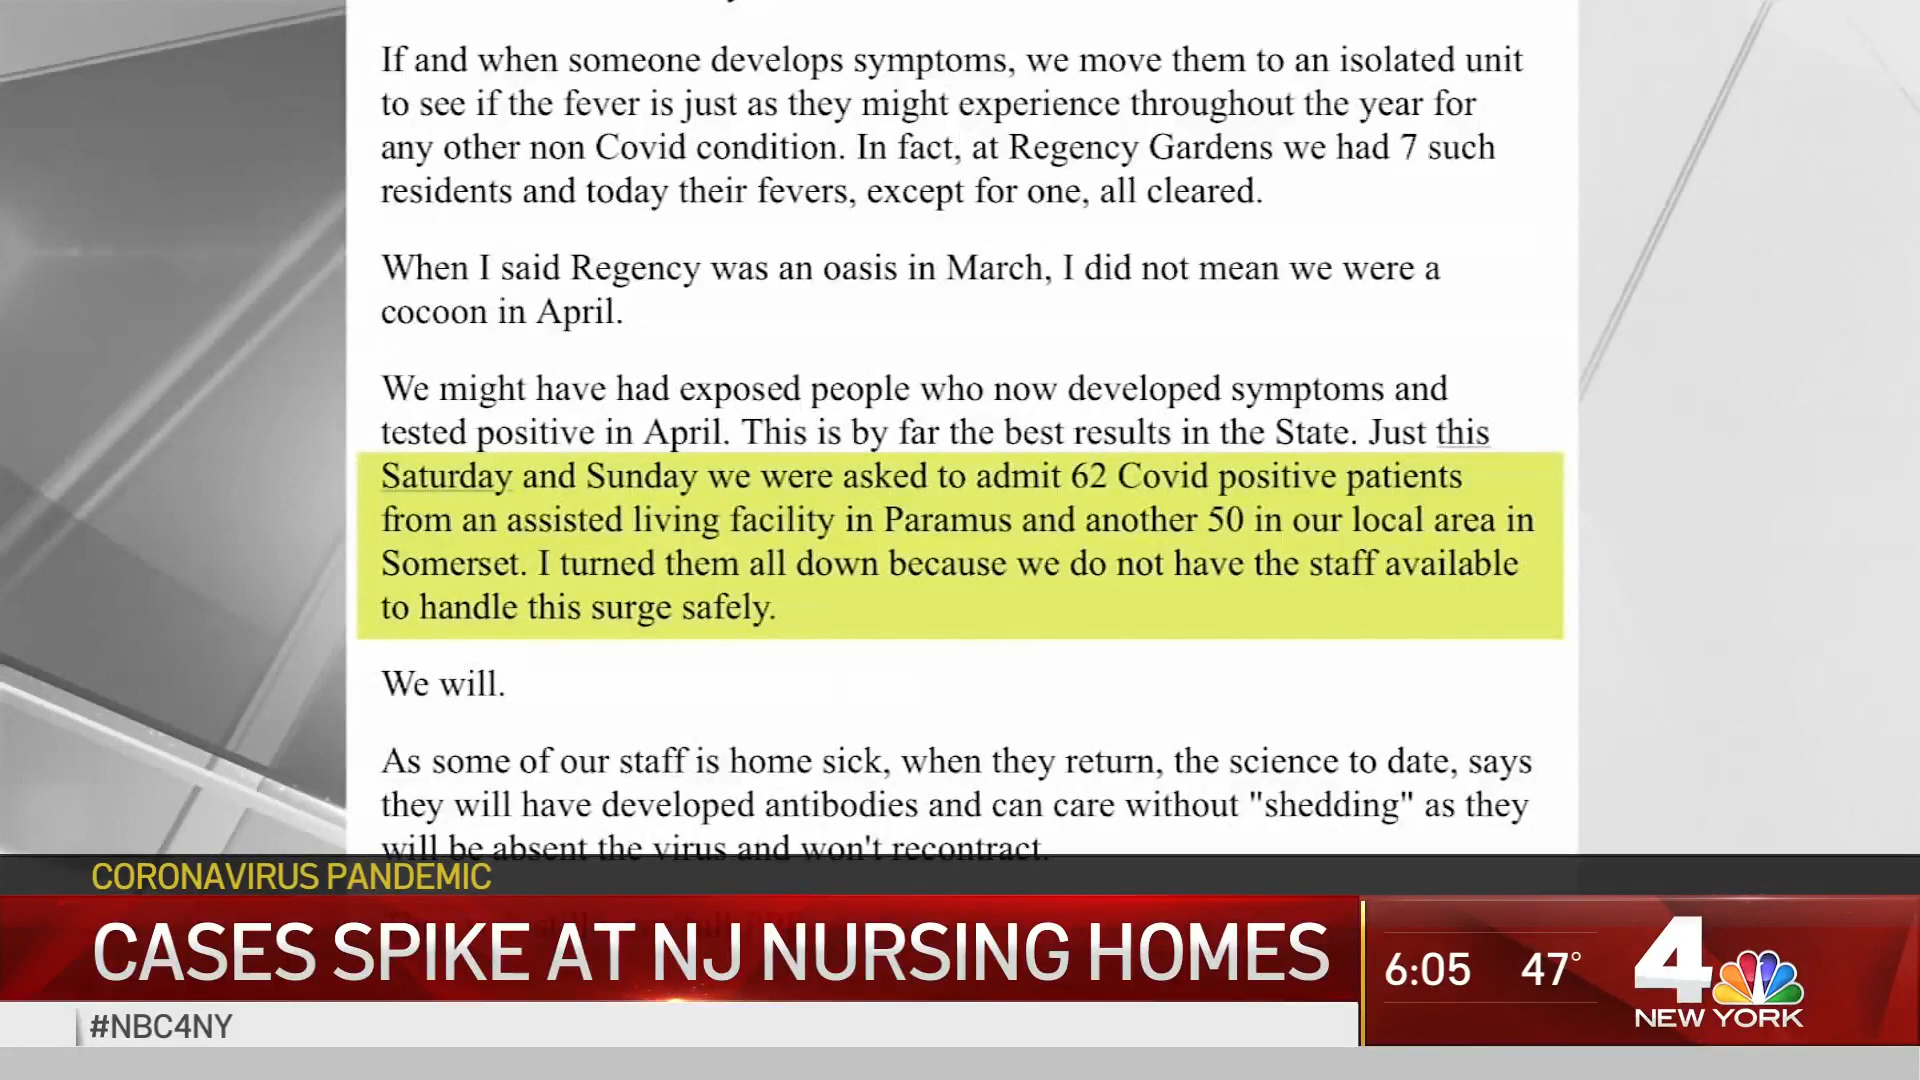 If and when someone develops symptoms, we move them to an isolated unit
to see if the fever is just as they might experience throughout the year for
any other non Covid condition. In fact, at Regency Gardens we had 7 such
residents and today their fevers, except for one, all cleared.
When I said Regency was an oasis in March, I did not mean we were a
cocoon in April.
We might have had exposed people who now developed symptoms and
tested positive in April. This is by far the best results in the State. Just this
Saturday and Sunday we were asked to admit 62 Covid positive patients
from an assisted living facility in Paramus and another 50 in our local area in
Somerset. I turned them all down because we do not have the staff available
to handle this surge safely.
We will.
As some of our staff is home sick, when they return, the science to date, says
they will have developed antibodies and can care without "shedding" as they
will be absent the virus and won't recontract.
CORONAVIRUS PANDEMIC
CASES SPIKE AT NJ NURSING HOMES
6:05 47°
4
NEW YORK
#NBC4NY